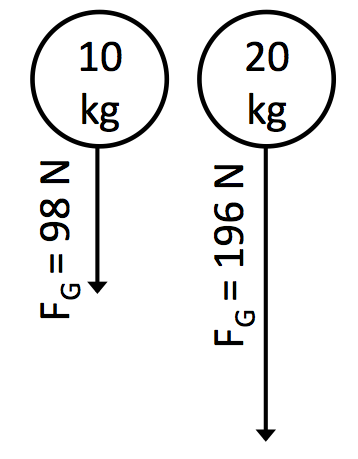 10
kg
20
kg
F_G = 98 N
F_G = 196 N